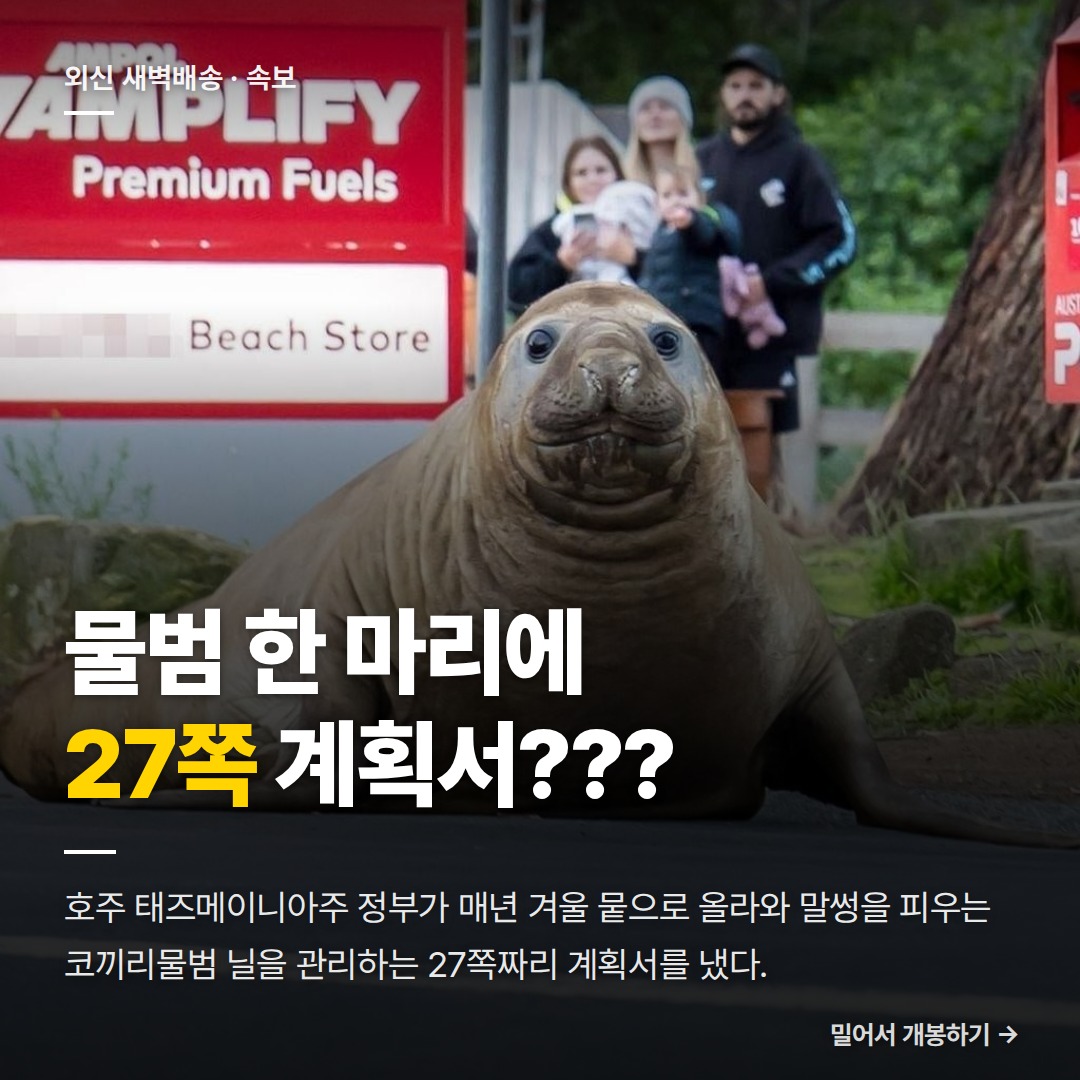 AMPOL
외신 새벽배송 · 속보
AMPLIFY
Premium Fuels
Beach Store
AUST
P
물범 한 마리에
27쪽 계획서???
호주 태즈메이니아주 정부가 매년 겨울 뭍으로 올라와 말썽을 피우는
코끼리물범 닐을 관리하는 27쪽짜리 계획서를 냈다.
밀어서 개봉하기 →